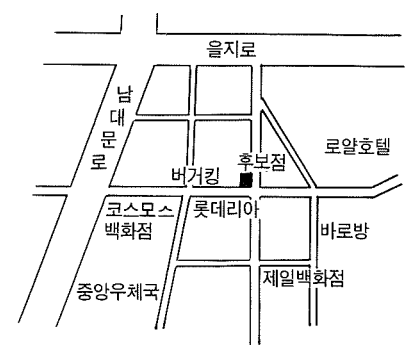 을지로
남대문로
로얄호텔
후보점
버거킹
코스모스
백화점
롯데리아
바로방
제일백화점
중앙우체국